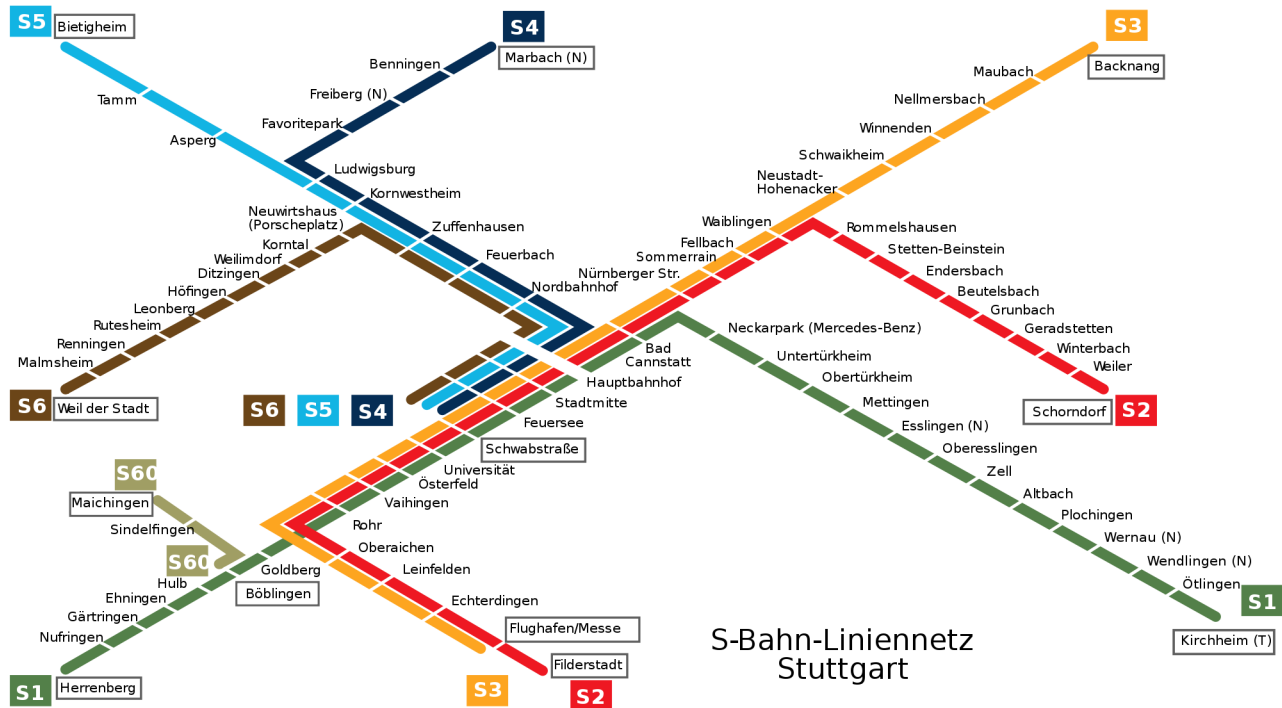 S5
Bietigheim
Tamm
Asperg
S4
Marbach (N)
Benningen
Freiberg (N)
Favoritepark
Ludwigsburg
Kornwestheim
Zuffenhausen
Feuerbach
Nordbahnhof
Neuwirtshaus
(Porscheplatz)
Korntal
Weilimdorf
Ditzingen
Höfingen
Leonberg
Rutesheim
Renningen
Malmsheim
S6
Weil der Stadt
S6
S5
S4
S3
Backnang
Maubach
Nellmersbach
Winnenden
Schwaikheim
Neustadt-
Hohenacker
Waiblingen
Fellbach
Sommerrain
Nürnberger Str.
Rommelshausen
Stetten-Beinstein
Endersbach
Beutelsbach
Grunbach
Geradstetten
Winterbach
Weiler
Schorndorf
S2
Bad
Cannstatt
Hauptbahnhof
Stadtmitte
Feuersee
Schwabstraße
Universität
Österfeld
Vaihingen
Rohr
Oberaichen
Leinfelden
Echterdingen
Flughafen/Messe
Filderstadt
S3
S2
Neckarpark (Mercedes-Benz)
Untertürkheim
Obertürkheim
Mettingen
Esslingen (N)
Oberesslingen
Zell
Altbach
Plochingen
Wernau (N)
Wendlingen (N)
Ötlingen
S1
Kirchheim (T)
S60
Maichingen
Sindelfingen
S60
Goldberg
Böblingen
Hulb
Ehningen
Gärtringen
Nufringen
S1
Herrenberg
S-Bahn-Liniennetz
Stuttgart